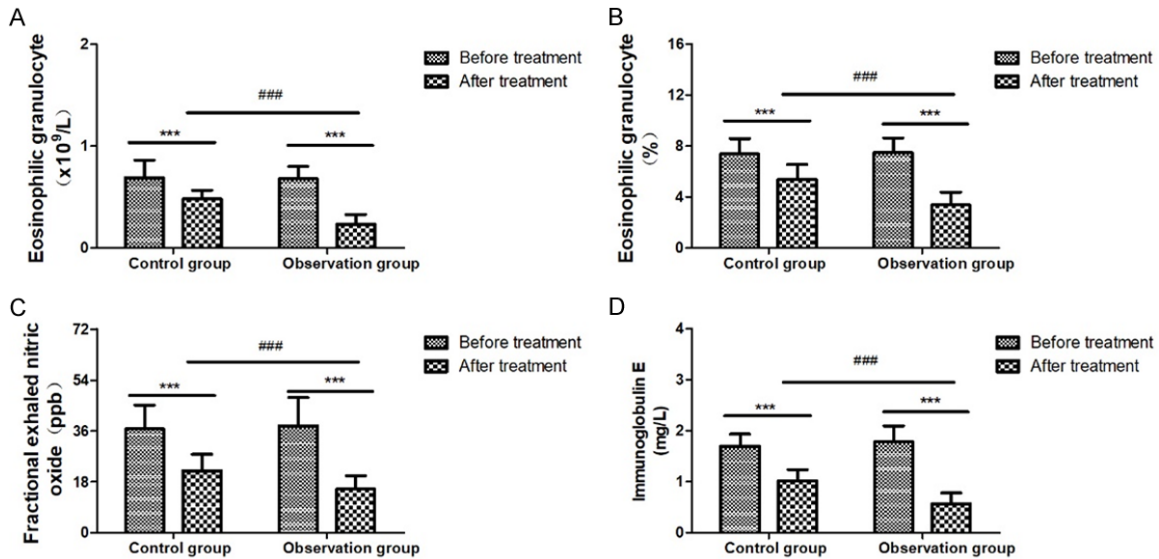 A
Eosinophilic granulocyte
（x10⁹/L）
2
1
0
###
***
***
Before treatment
After treatment
Control group
Observation group
B
Eosinophilic granulocyte
（%）
16
12
8
4
0
###
***
***
Before treatment
After treatment
Control group
Observation group
C
Fractional exhaled nitric
oxide（ppb）
72
54
36
18
0
###
***
***
Before treatment
After treatment
Control group
Observation group
D
Immunoglobulin E
(mg/L)
4
3
2
1
0
###
***
***
Before treatment
After treatment
Control group
Observation group